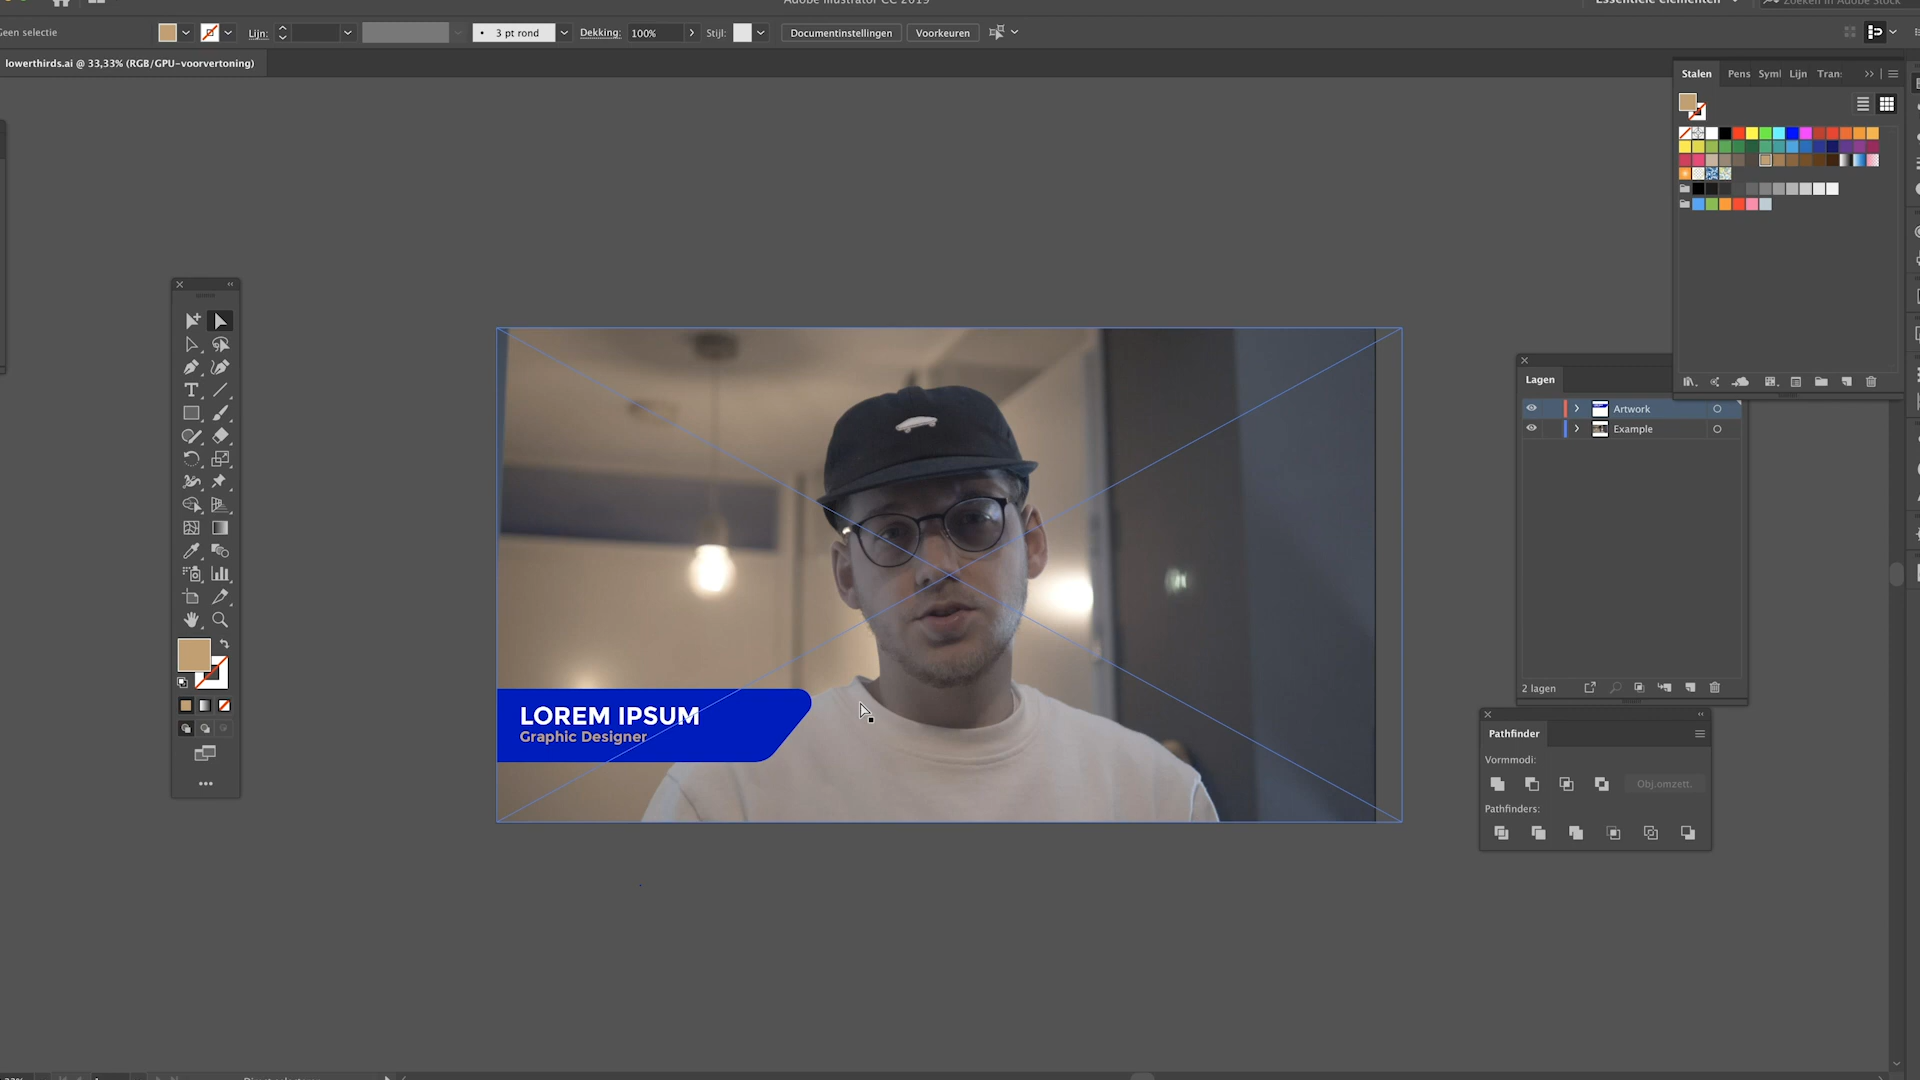 Adobe Illustrator CC 2019
Essentiële elementen
Zoeken in Adobe Stock
Geen selectie
Lijn:
3 pt rond
Dekking:
100%
Stijl:
Documentinstellingen
Voorkeuren
lowerthirds.ai @ 33,33% (RGB/GPU-voorvertoning)
Stalen
Pens
Syml
Lijn
Tran:
Lagen
Artwork
Example
2 lagen
LOREM IPSUM
Graphic Designer
Pathfinder
Vormmodi:
Obj.omzett.
Pathfinders: